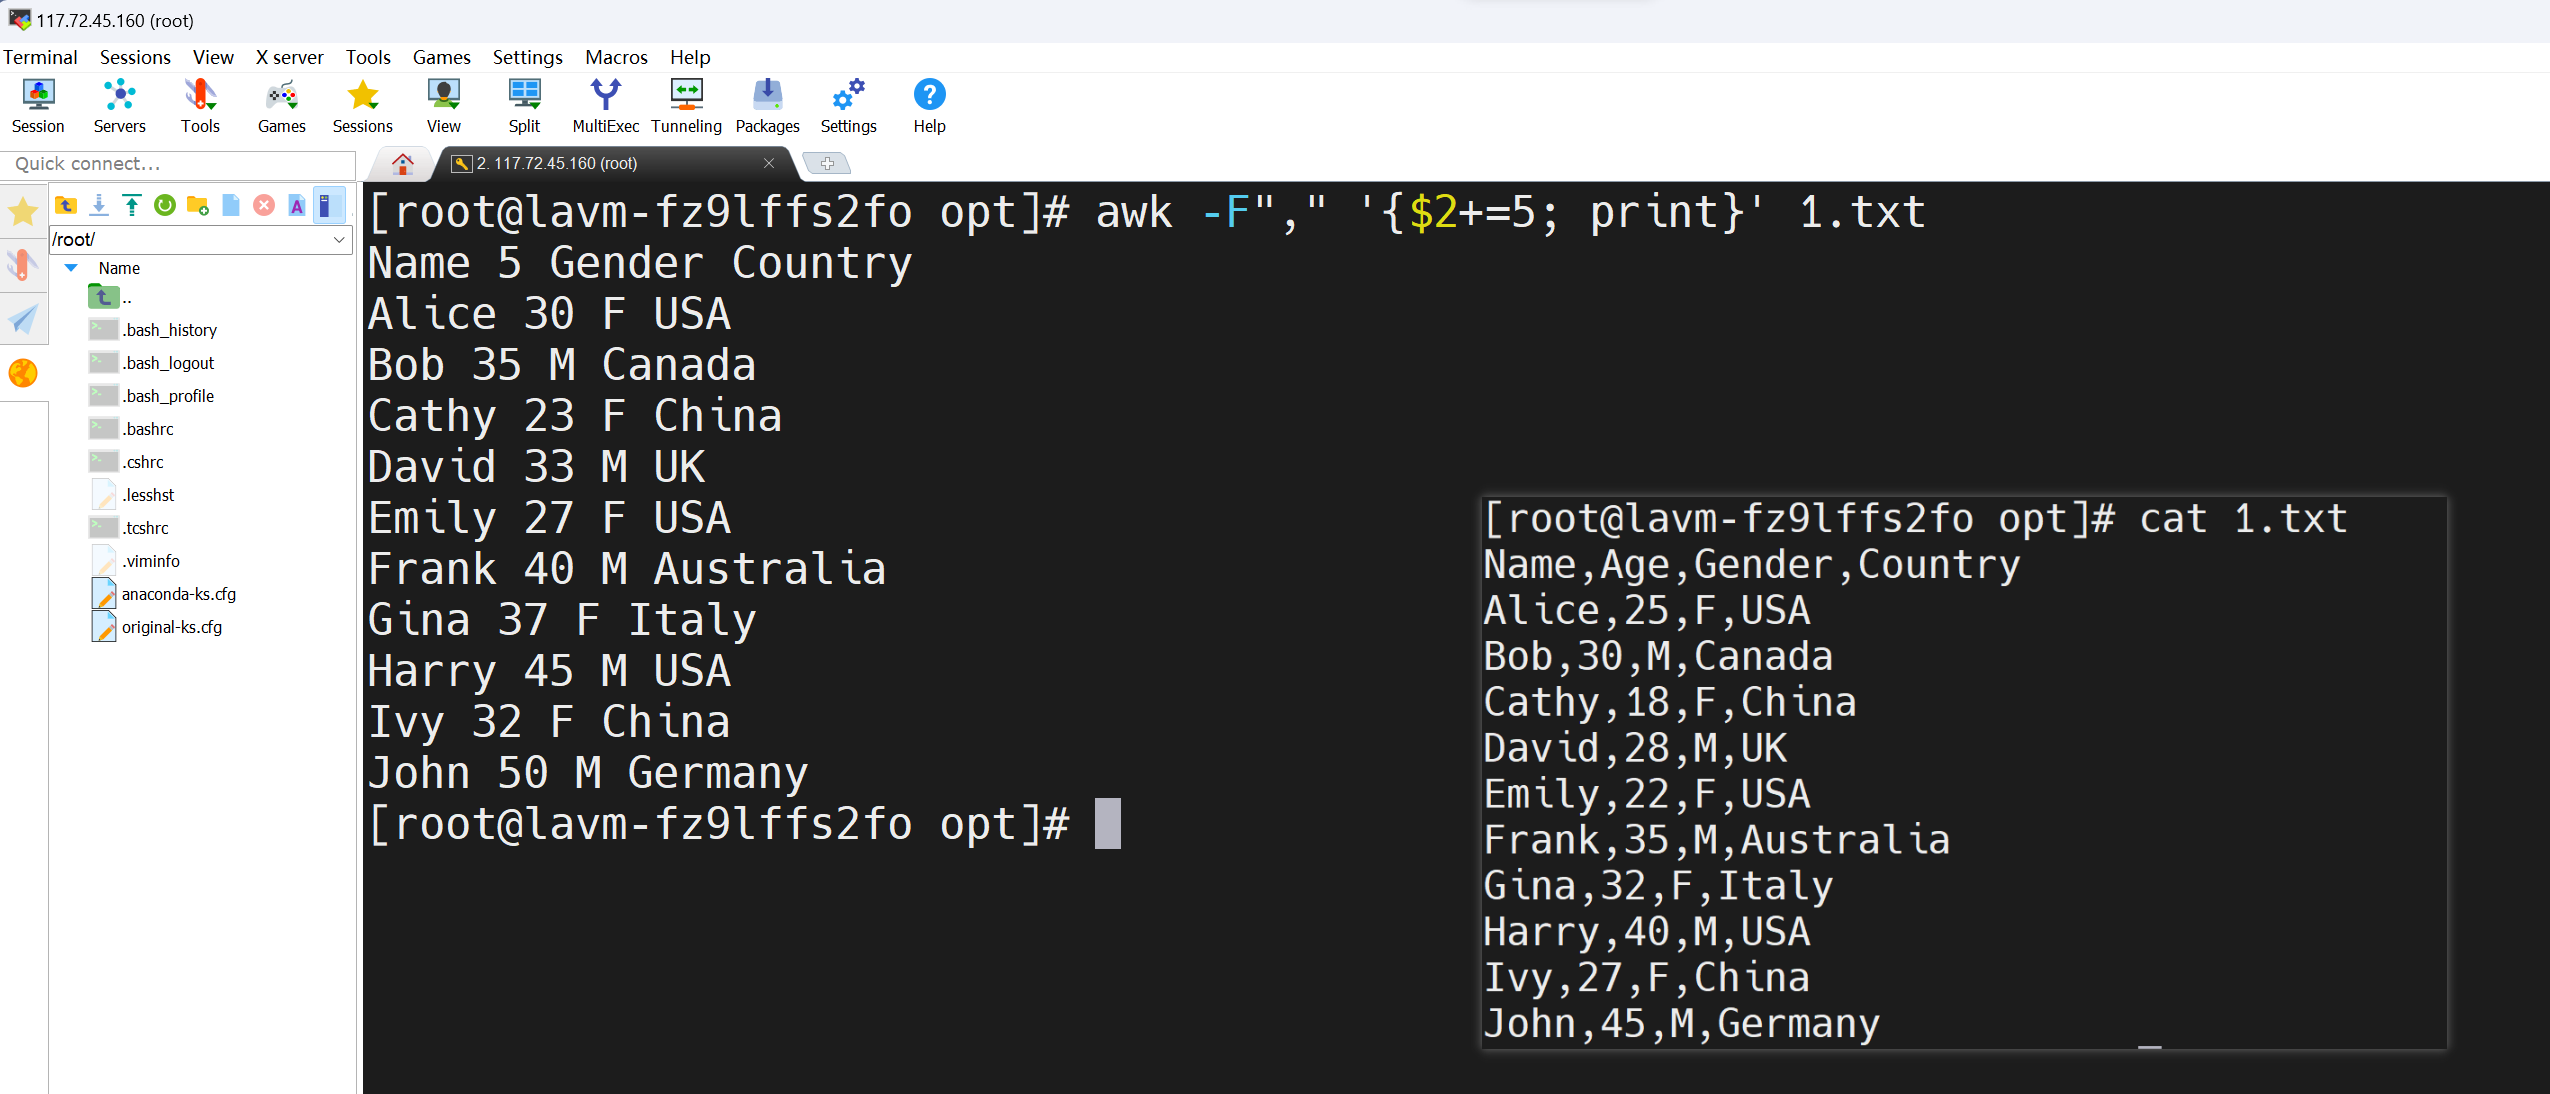 117.72.45.160 (root)
Terminal Sessions View X server Tools Games Settings Macros Help
Session Servers Tools Games Sessions View Split MultiExec Tunneling Packages Settings Help
Quick connect...
2. 117.72.45.160 (root)
/root/
Name
..
.bash_history
.bash_logout
.bash_profile
.bashrc
.cshrc
.lesshst
.tcshrc
.viminfo
anaconda-ks.cfg
original-ks.cfg
[root@lavm-fz9lffs2fo opt]# awk -F"," '{$2+=5; print}' 1.txt
Name 5 Gender Country
Alice 30 F USA
Bob 35 M Canada
Cathy 23 F China
David 33 M UK
Emily 27 F USA
Frank 40 M Australia
Gina 37 F Italy
Harry 45 M USA
Ivy 32 F China
John 50 M Germany
[root@lavm-fz9lffs2fo opt]#
[root@lavm-fz9lffs2fo opt]# cat 1.txt
Name,Age,Gender,Country
Alice,25,F,USA
Bob,30,M,Canada
Cathy,18,F,China
David,28,M,UK
Emily,22,F,USA
Frank,35,M,Australia
Gina,32,F,Italy
Harry,40,M,USA
Ivy,27,F,China
John,45,M,Germany